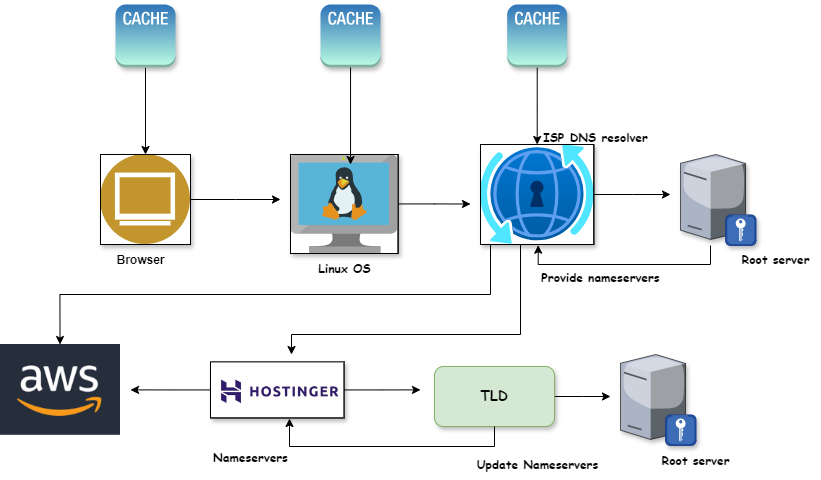 CACHE
CACHE
CACHE
ISP DNS resolver
Browser
Linux OS
Root server
Provide nameservers
aws
HOSTINGER
TLD
Nameservers
Update Nameservers
Root server